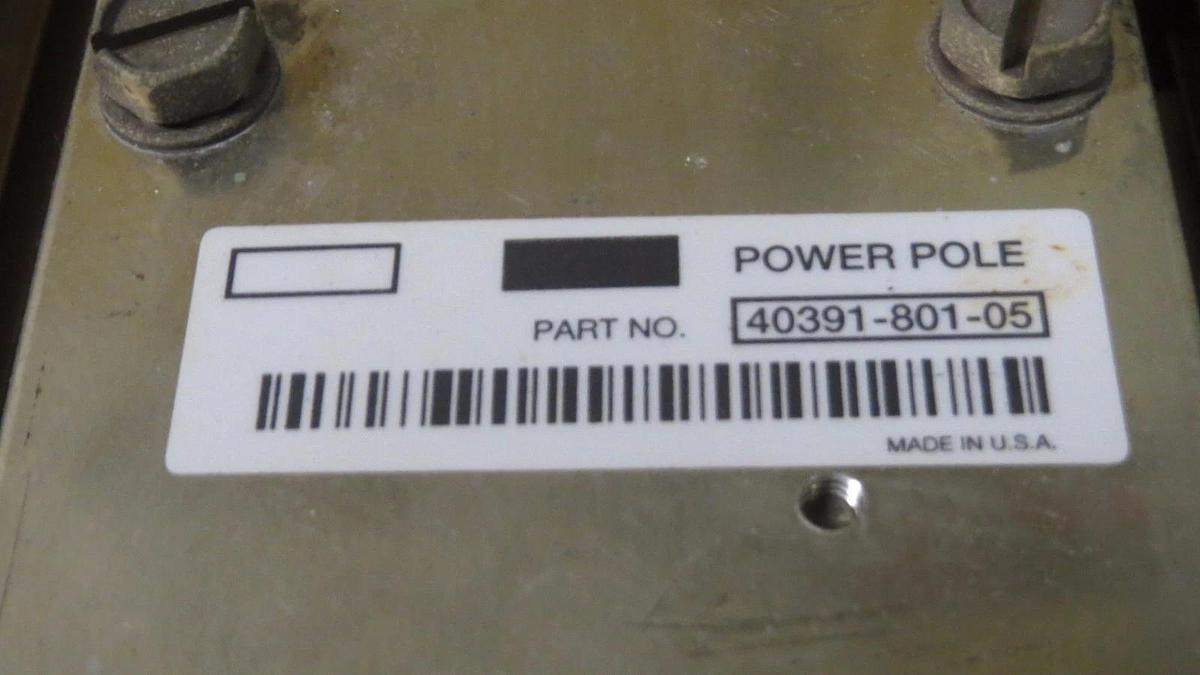 POWER POLE
PART NO. 40391-801-05
MADE IN U.S.A.